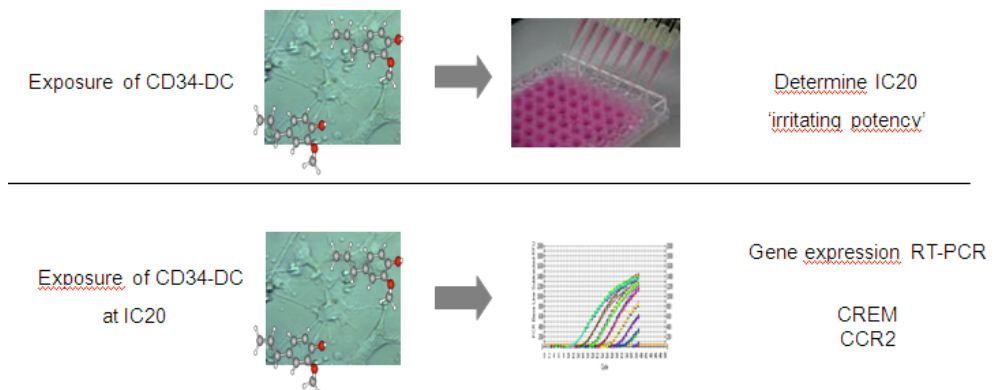 Exposure of CD34-DC
Determine IC20
'irritating potency'
Exposure of CD34-DC
at IC20
Gene expression RT-PCR
CREM
CCR2